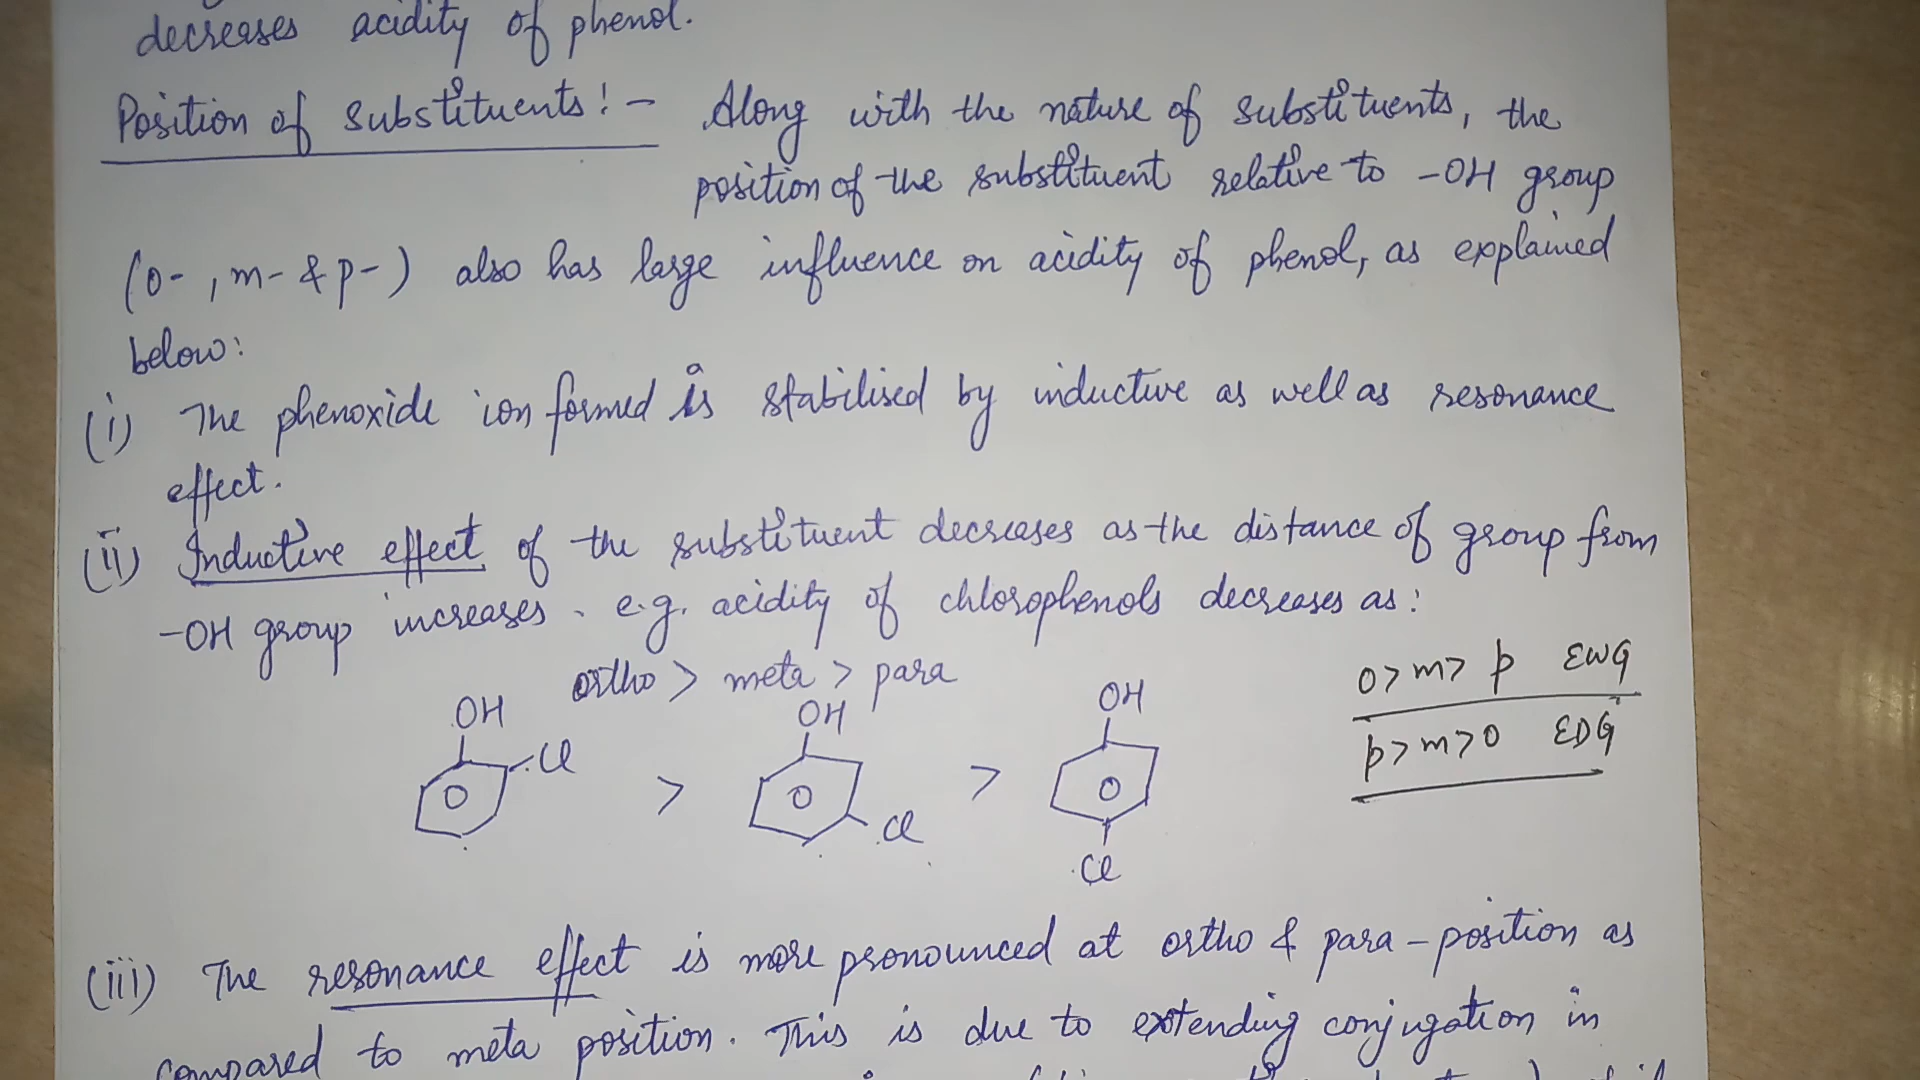 decreases acidity of phenol.
Position of substituents! - Along with the nature of substituents, the
position of the substituent relative to -OH group
(o- , m- & p-) also has large influence on acidity of phenol, as explained
below:
(i) The phenoxide ion formed is stabilised by inductive as well as resonance
effect.
(ii) Inductive effect of the substituent decreases as the distance of group from
-OH group increases. e.g. acidity of chlorophenols decreases as:
ortho > meta > para
o > m > p EWG
p > m > o EDG
OH OH OH
Cl > Cl > Cl
(iii) The resonance effect is more pronounced at ortho & para-position as
compared to meta position. This is due to extending conjugation in